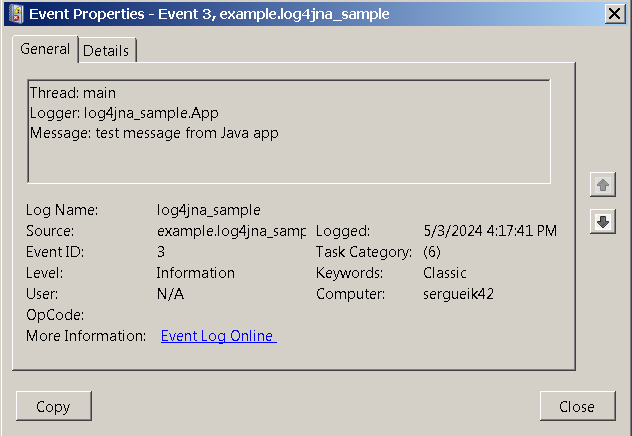 Event Properties - Event 3, example.log4jna_sample
General Details
Thread: main
Logger: log4jna_sample.App
Message: test message from Java app
Log Name: log4jna_sample
Source: example.log4jna_samp Logged: 5/3/2024 4:17:41 PM
Event ID: 3 Task Category: (6)
Level: Information Keywords: Classic
User: N/A Computer: sergueik42
OpCode:
More Information: Event Log Online
Copy Close